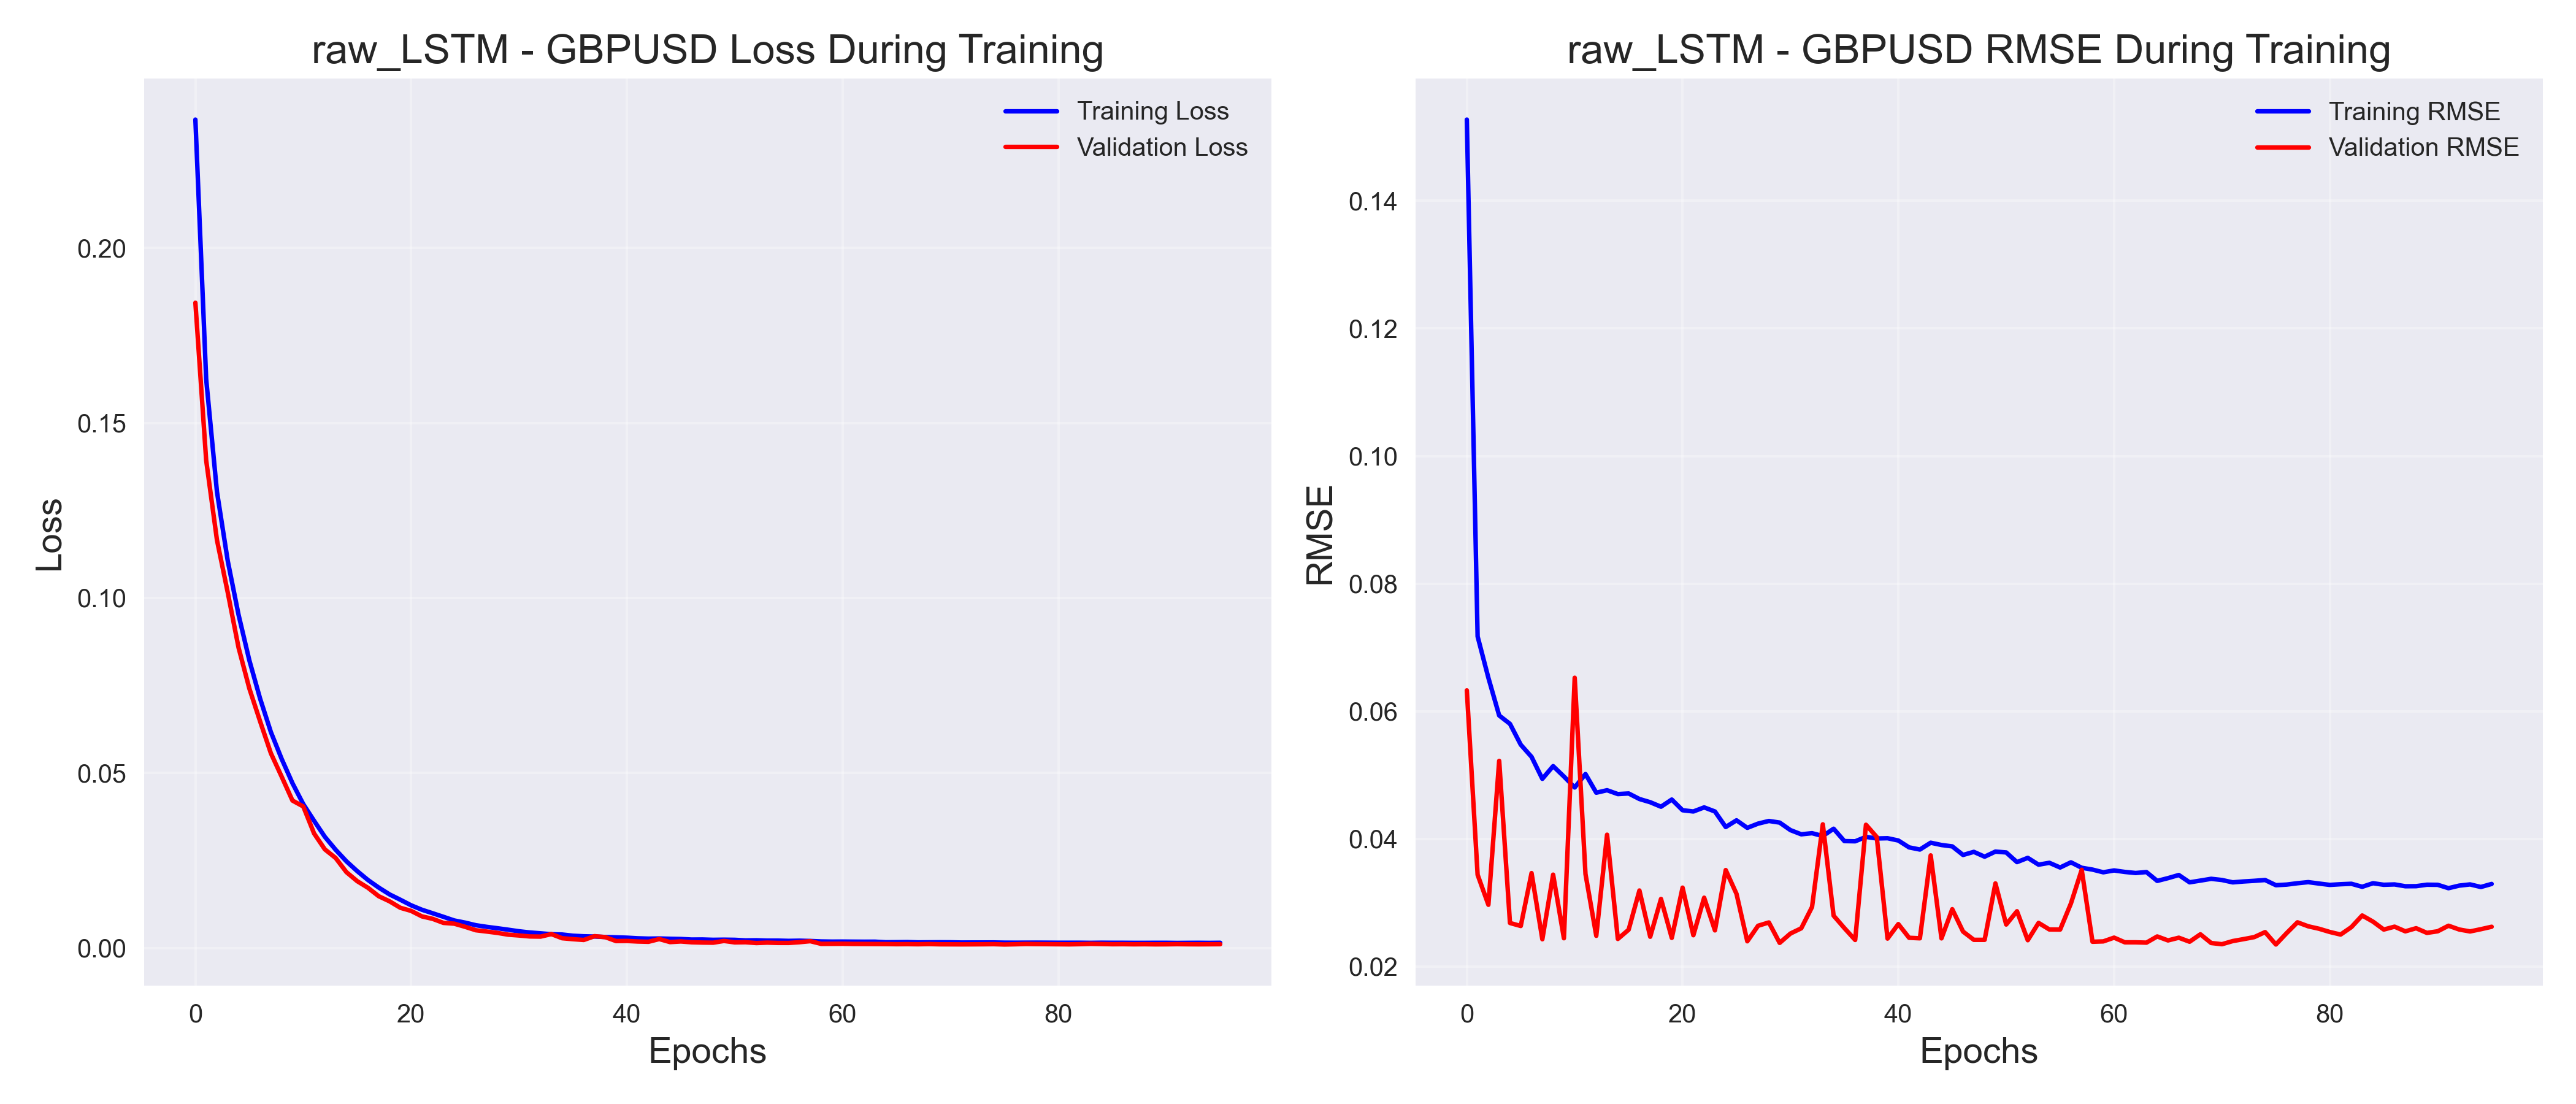 raw_LSTM - GBPUSD Loss During Training
Training Loss
Validation Loss
0.20
0.15
0.10
0.05
0.00
Loss
0 20 40 60 80
Epochs
raw_LSTM - GBPUSD RMSE During Training
Training RMSE
Validation RMSE
0.14
0.12
0.10
0.08
0.06
0.04
0.02
RMSE
0 20 40 60 80
Epochs